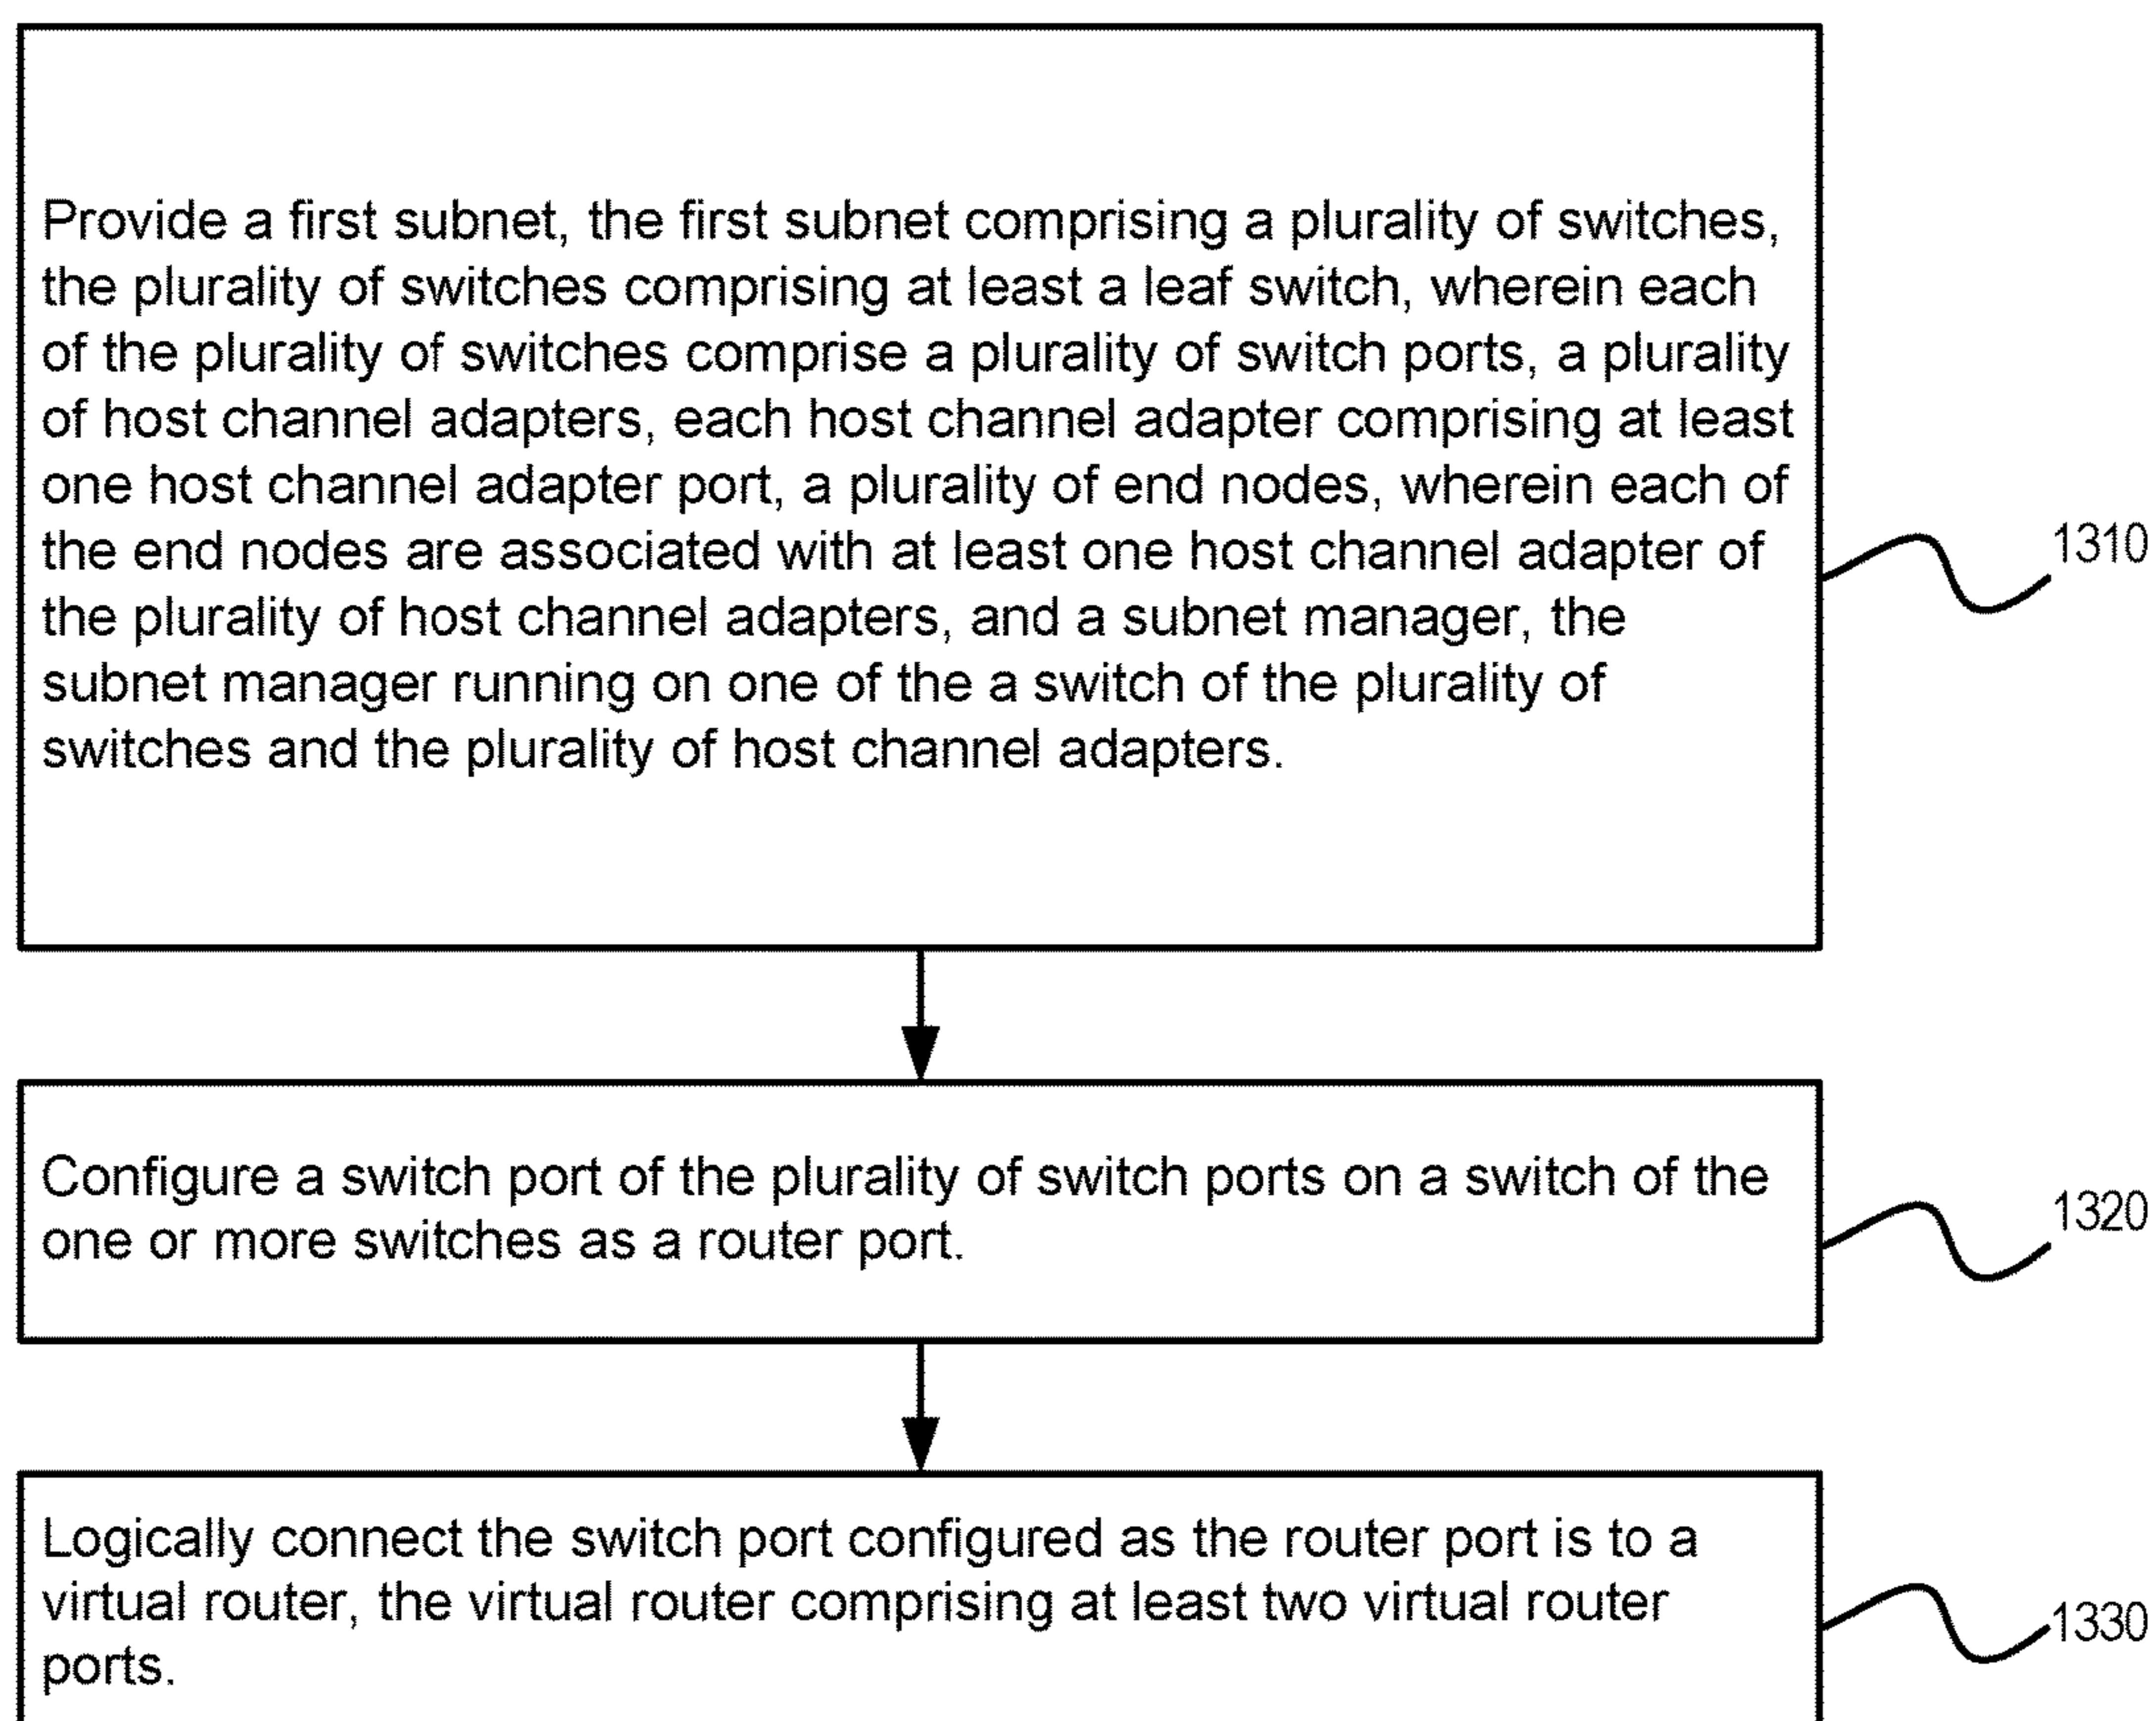 Provide a first subnet, the first subnet comprising a plurality of switches,
the plurality of switches comprising at least a leaf switch, wherein each
of the plurality of switches comprise a plurality of switch ports, a plurality
of host channel adapters, each host channel adapter comprising at least
one host channel adapter port, a plurality of end nodes, wherein each of
the end nodes are associated with at least one host channel adapter of
the plurality of host channel adapters, and a subnet manager, the
subnet manager running on one of the a switch of the plurality of
switches and the plurality of host channel adapters.
1310
Configure a switch port of the plurality of switch ports on a switch of the
one or more switches as a router port.
1320
Logically connect the switch port configured as the router port is to a
virtual router, the virtual router comprising at least two virtual router
ports.
1330